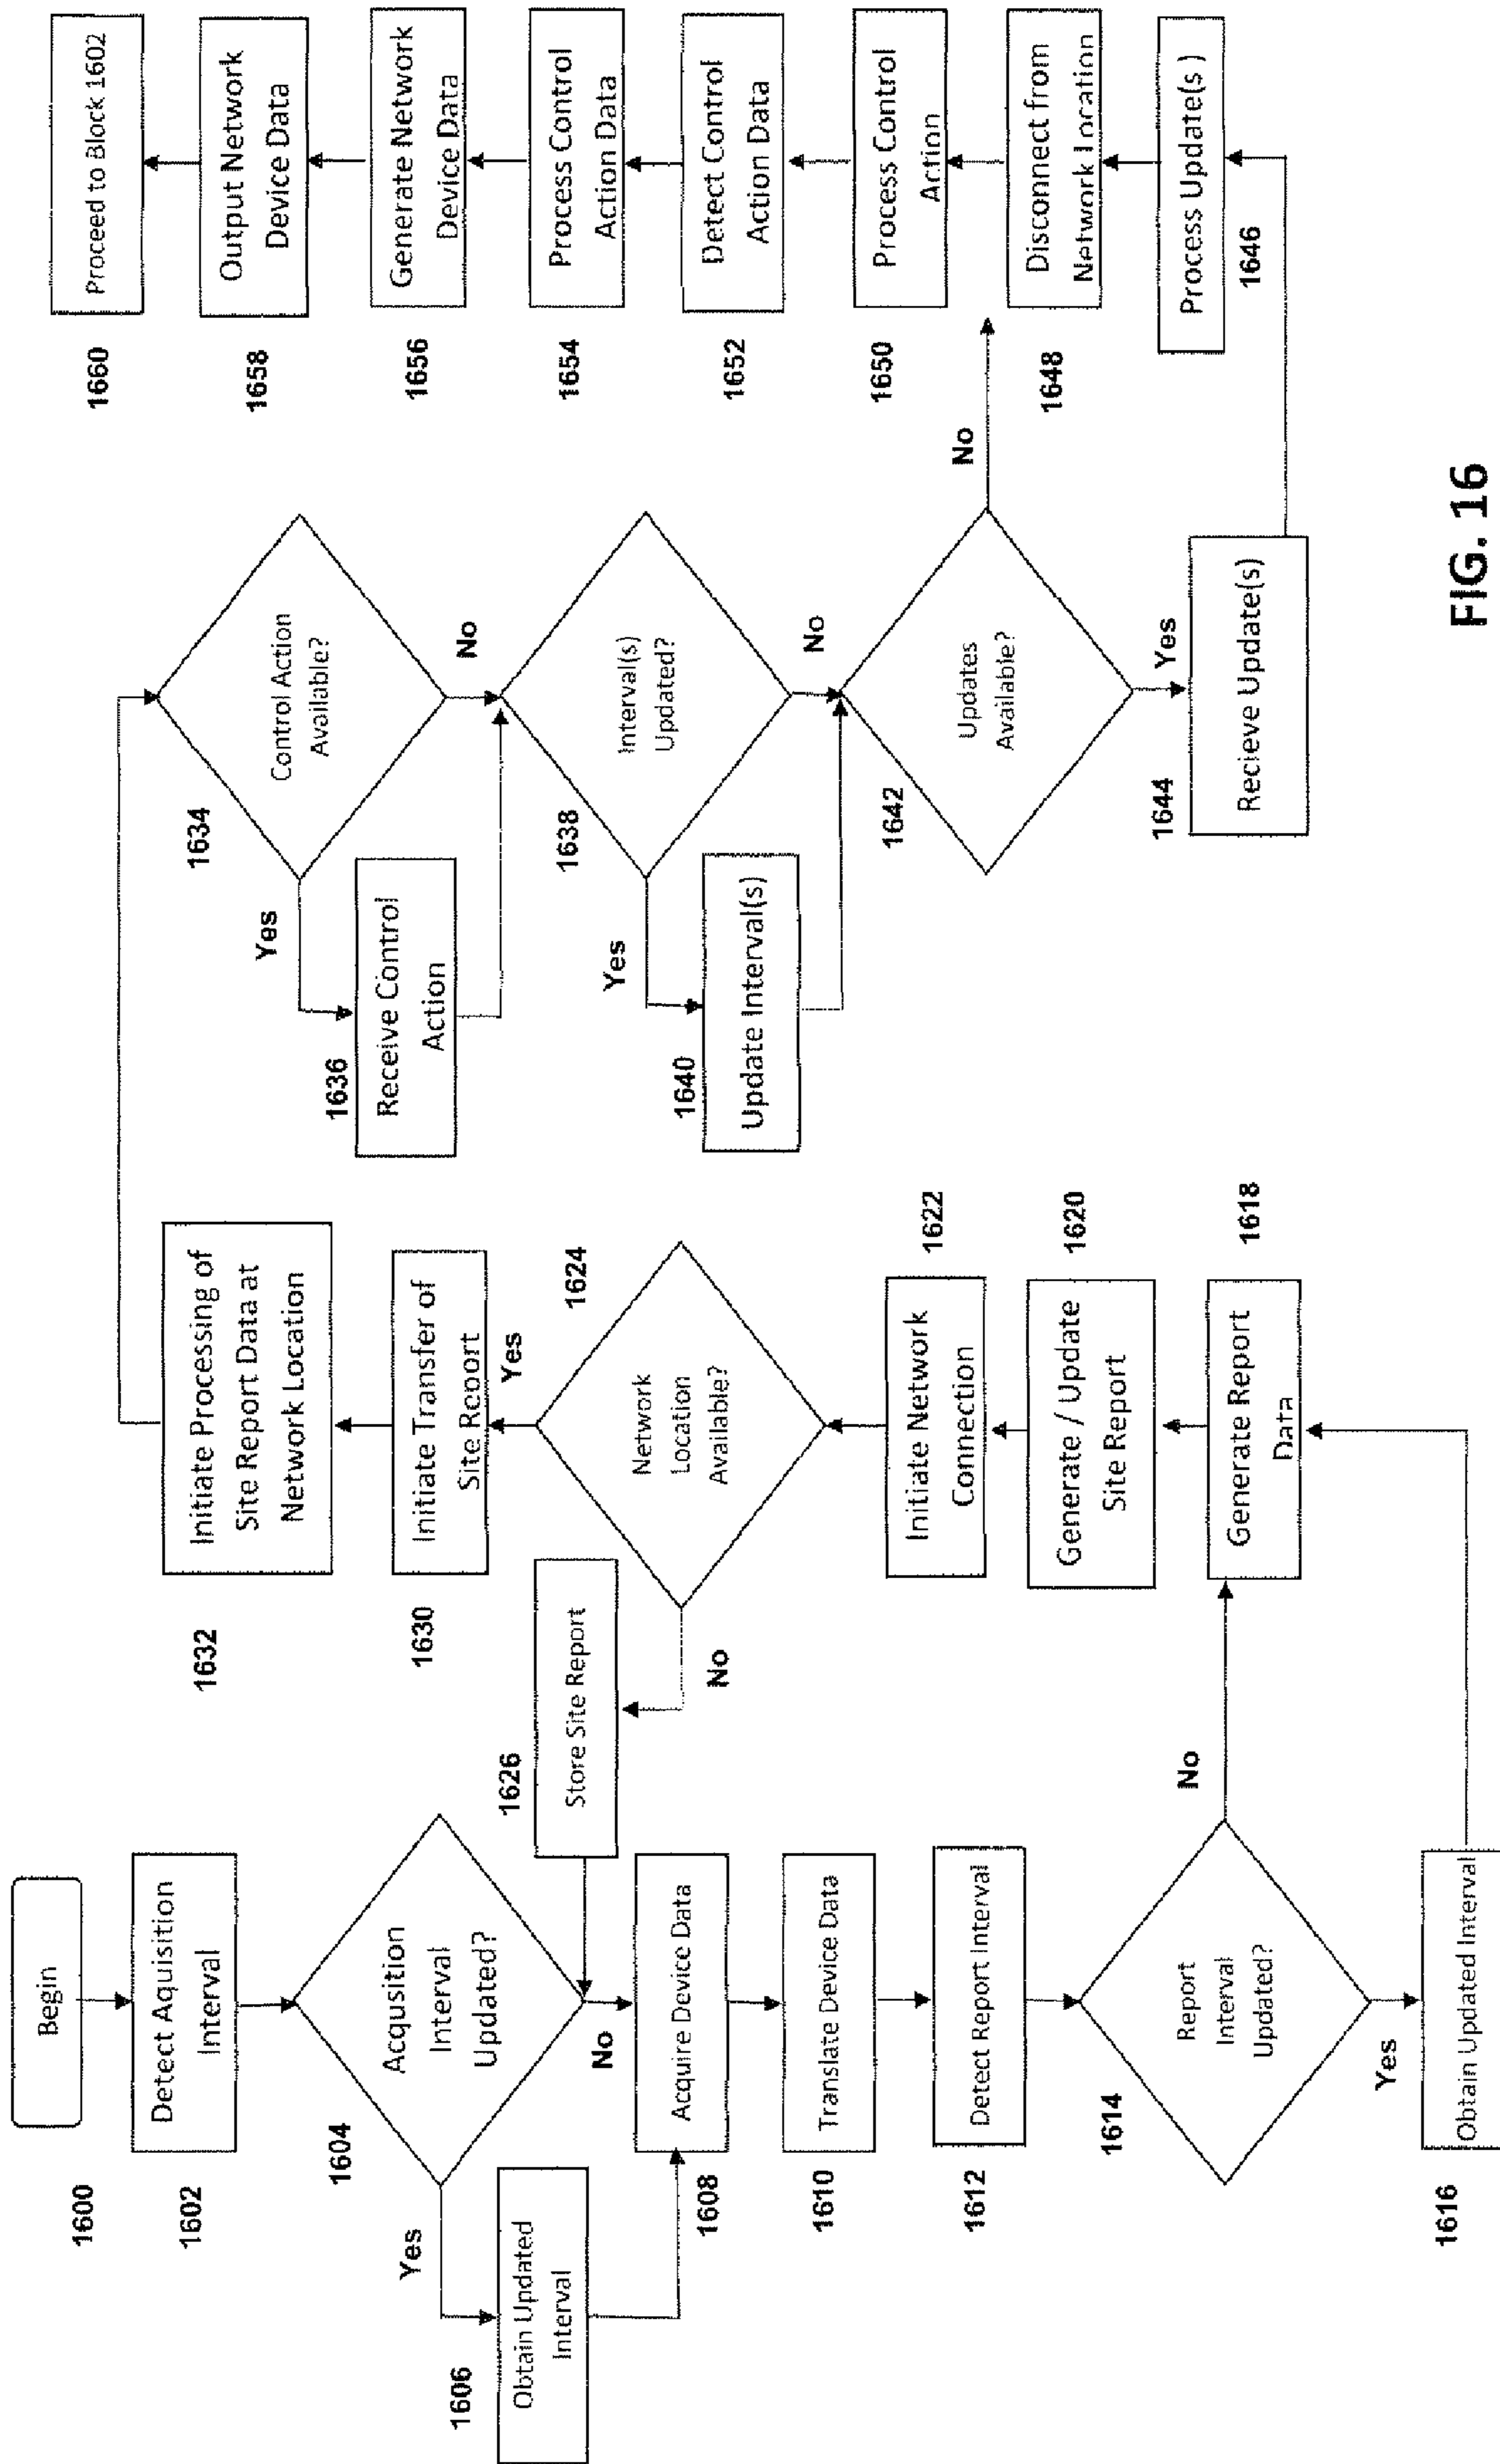 1600
Begin
1602
Detect Aquisition
Interval
1604
Acqusition
Interval
Updated?
Yes
No
1606
Obtain Updated
Interval
1608
Acquire Device Data
1610
Translate Device Data
1612
Detect Report Interval
1614
Report
Interval
Updated?
No
Yes
1616
Obtain Updated Interval
1618
Generate Report
Data
1620
Generate / Update
Site Report
1622
Initiate Network
Connection
1624
Network
Location
Available?
No
Yes
1626
Store Site Report
1630
Initiate Transfer of
Site Report
1632
Initiate Processing of
Site Report Data at
Network Location
1634
Control Action
Available?
Yes
No
1636
Receive Control
Action
1638
Interval(s)
Updated?
Yes
No
1640
Update Interval(s)
1642
Updates
Available?
No
Yes
1644
Recieve Update(s)
1646
Process Update(s )
1648
Disconnect from
Network Location
1650
Process Control
Action
1652
Detect Control
Action Data
1654
Process Control
Action Data
1656
Generate Network
Device Data
1658
Output Network
Device Data
1660
Proceed to Block 1602
FIG. 16